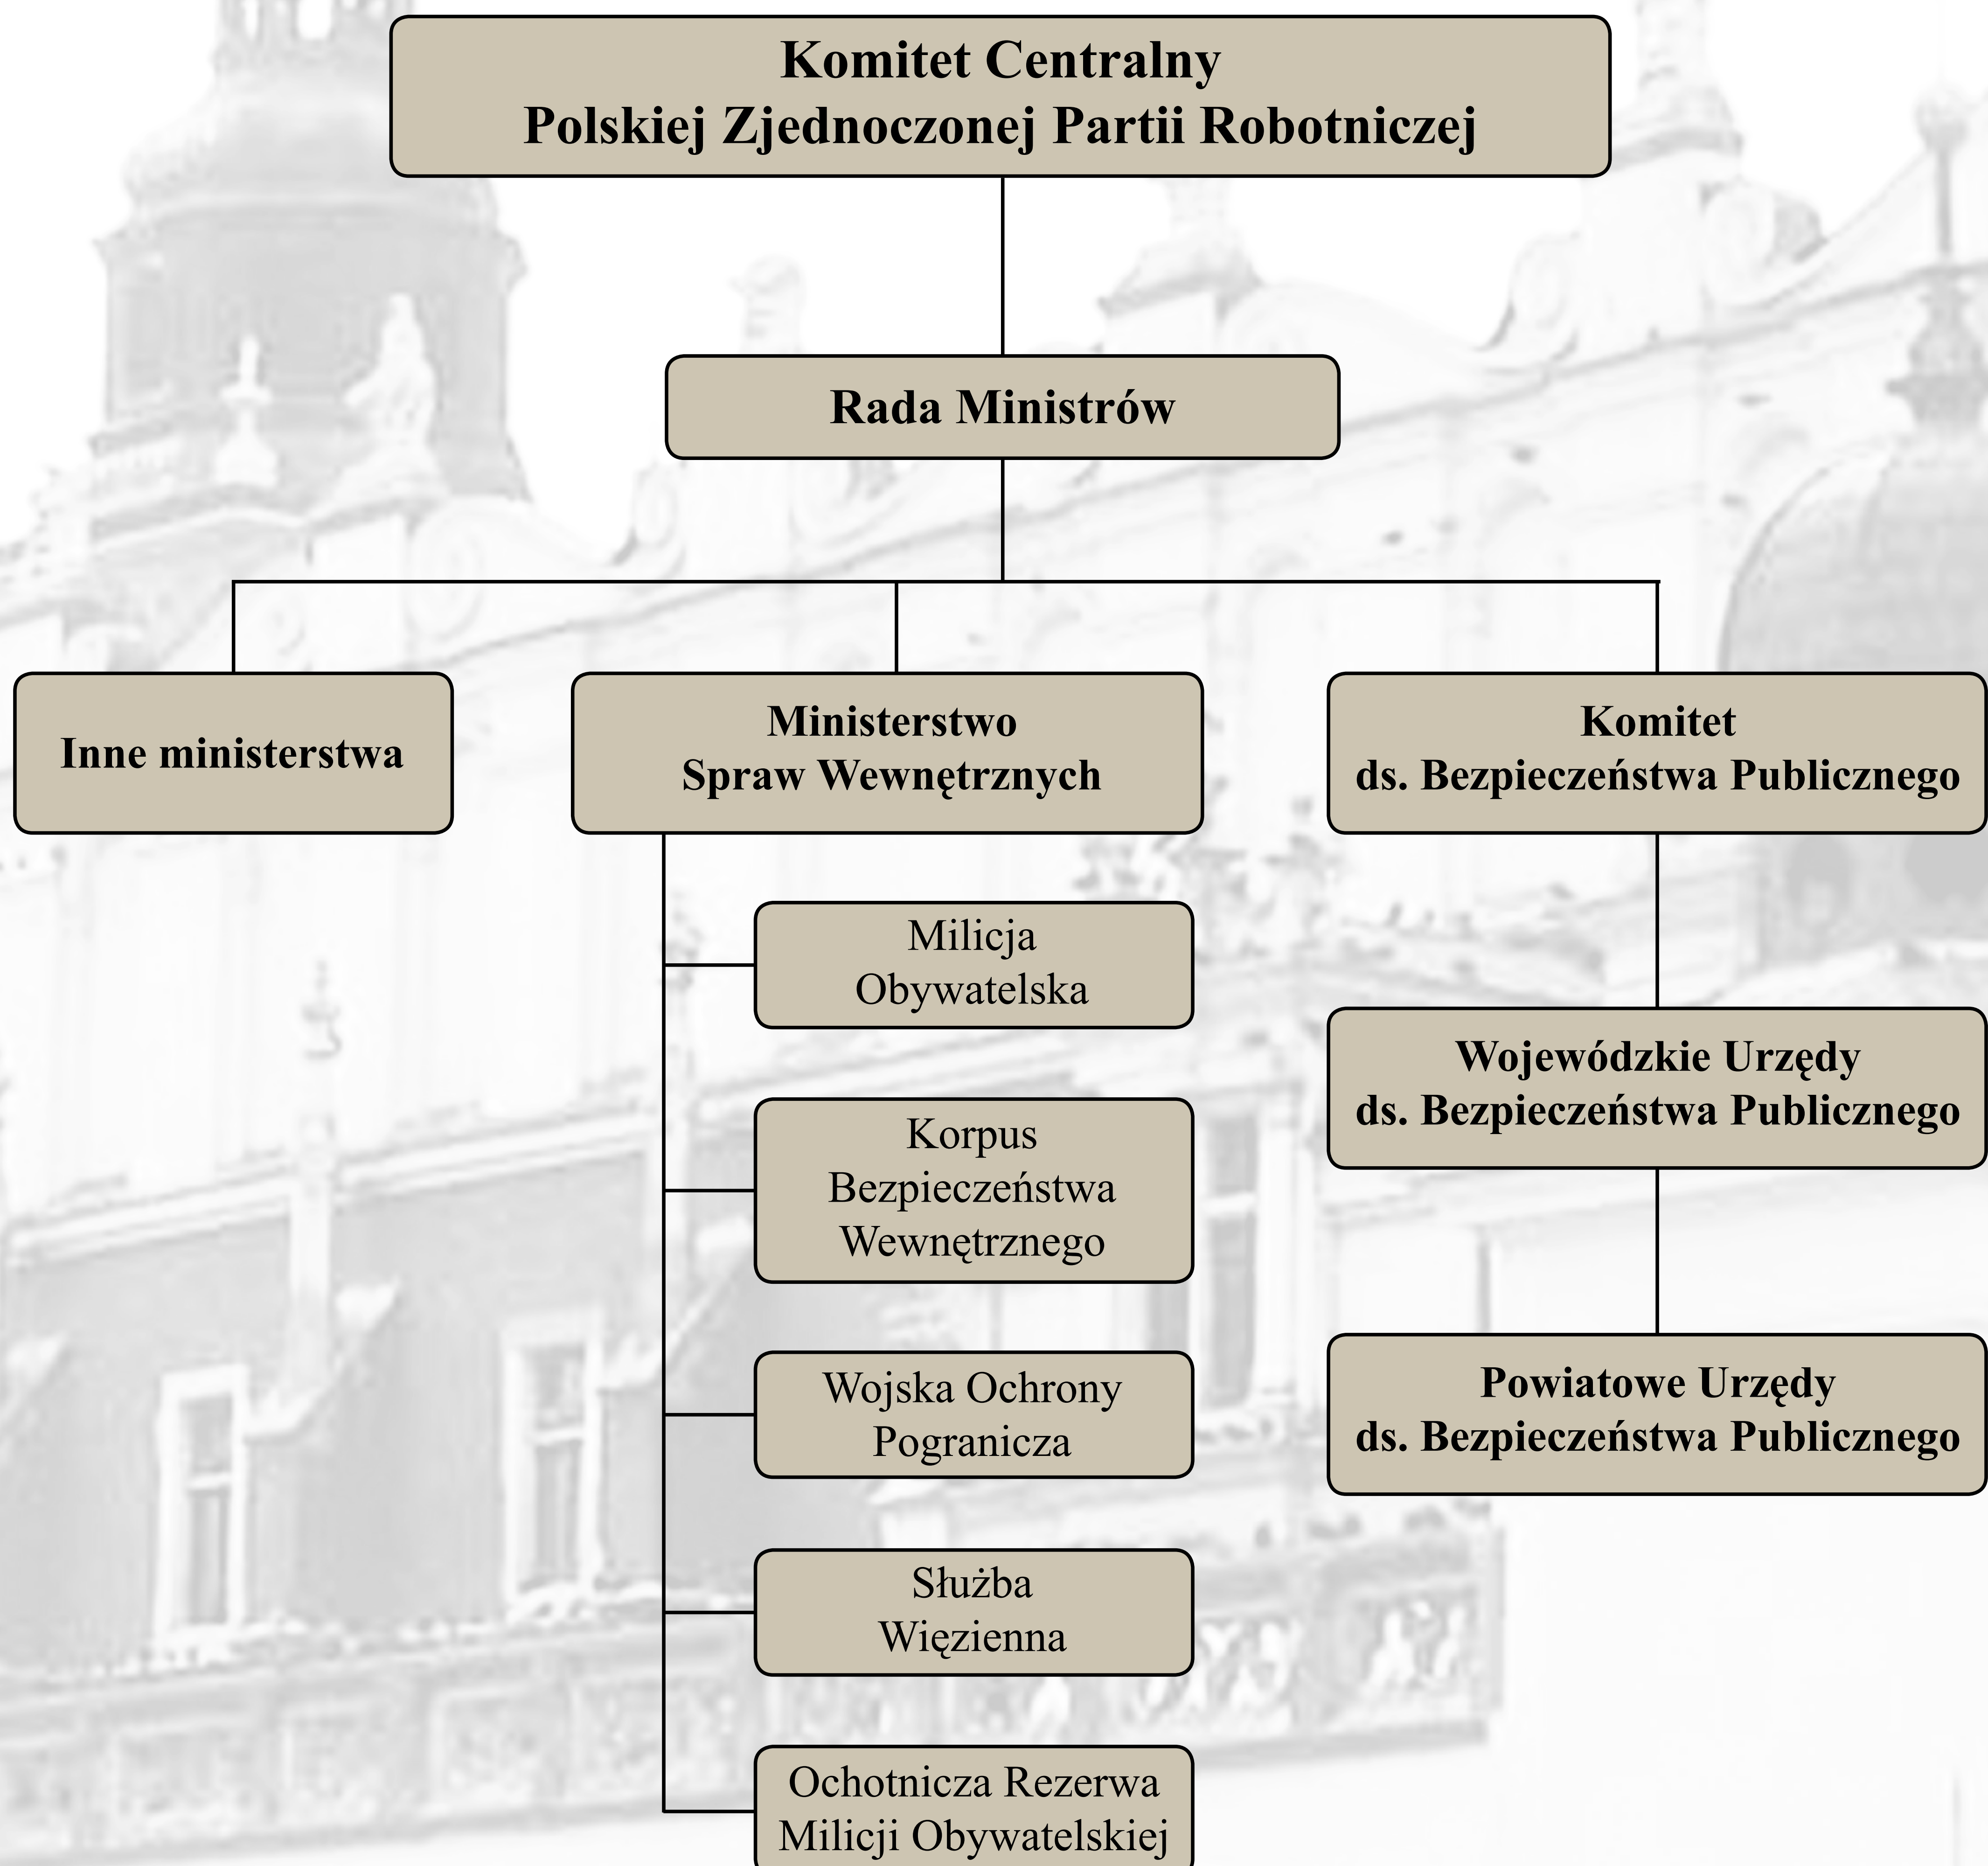 Komitet Centralny
Polskiej Zjednoczonej Partii Robotniczej
Rada Ministrów
Inne ministerstwa
Ministerstwo
Spraw Wewnętrznych
Komitet
ds. Bezpieczeństwa Publicznego
Milicja
Obywatelska
Korpus
Bezpieczeństwa
Wewnętrznego
Wojska Ochrony
Pogranicza
Służba
Więzienna
Ochotnicza Rezerwa
Milicji Obywatelskiej
Wojewódzkie Urzędy
ds. Bezpieczeństwa Publicznego
Powiatowe Urzędy
ds. Bezpieczeństwa Publicznego